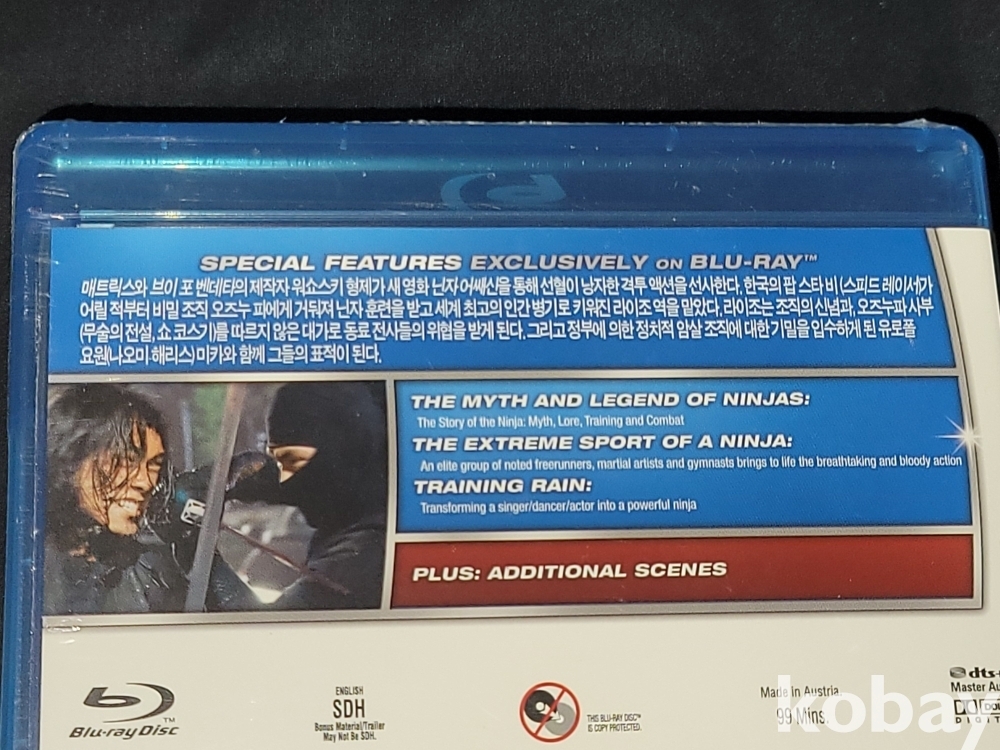 SPECIAL FEATURES EXCLUSIVELY ON BLU-RAY™
매트릭스와 브이 포 벤데타의 제작자 워쇼스키 형제가 새 영화 닌자 어쌔신을 통해 선혈이 낭자한 격투 액션을 선사한다. 한국의 팝 스타 비 (스피드 레이서)가
어릴 적부터 비밀 조직 오즈누 파에게 거둬져 닌자 훈련을 받고 세계 최고의 인간 병기로 키워진 라이조 역을 맡았다. 라이조는 조직의 신념과, 오즈누파 사부
(무술의 전설, 쇼 코스기)를 따르지 않은 대가로 동료 전사들의 위협을 받게 된다. 그리고 정부에 의한 정치적 암살 조직에 대한 기밀을 입수하게 된 유로폴
요원(나오미 해리스) 미카와 함께 그들의 표적이 된다.
THE MYTH AND LEGEND OF NINJAS:
The Story of the Ninja: Myth, Lore, Training and Combat
THE EXTREME SPORT OF A NINJA:
An elite group of noted freerunners, martial artists and gymnasts brings to life the breathtaking and bloody action
TRAINING RAIN:
Transforming a singer/dancer/actor into a powerful ninja
PLUS: ADDITIONAL SCENES
Blu-ray Disc™
ENGLISH
SDH
Bonus Material/Trailer
May Not Be SDH.
THIS BLU-RAY DISC™
IS COPY PROTECTED.
Made in Austria.
99 Mins.
dts
Master
kobay